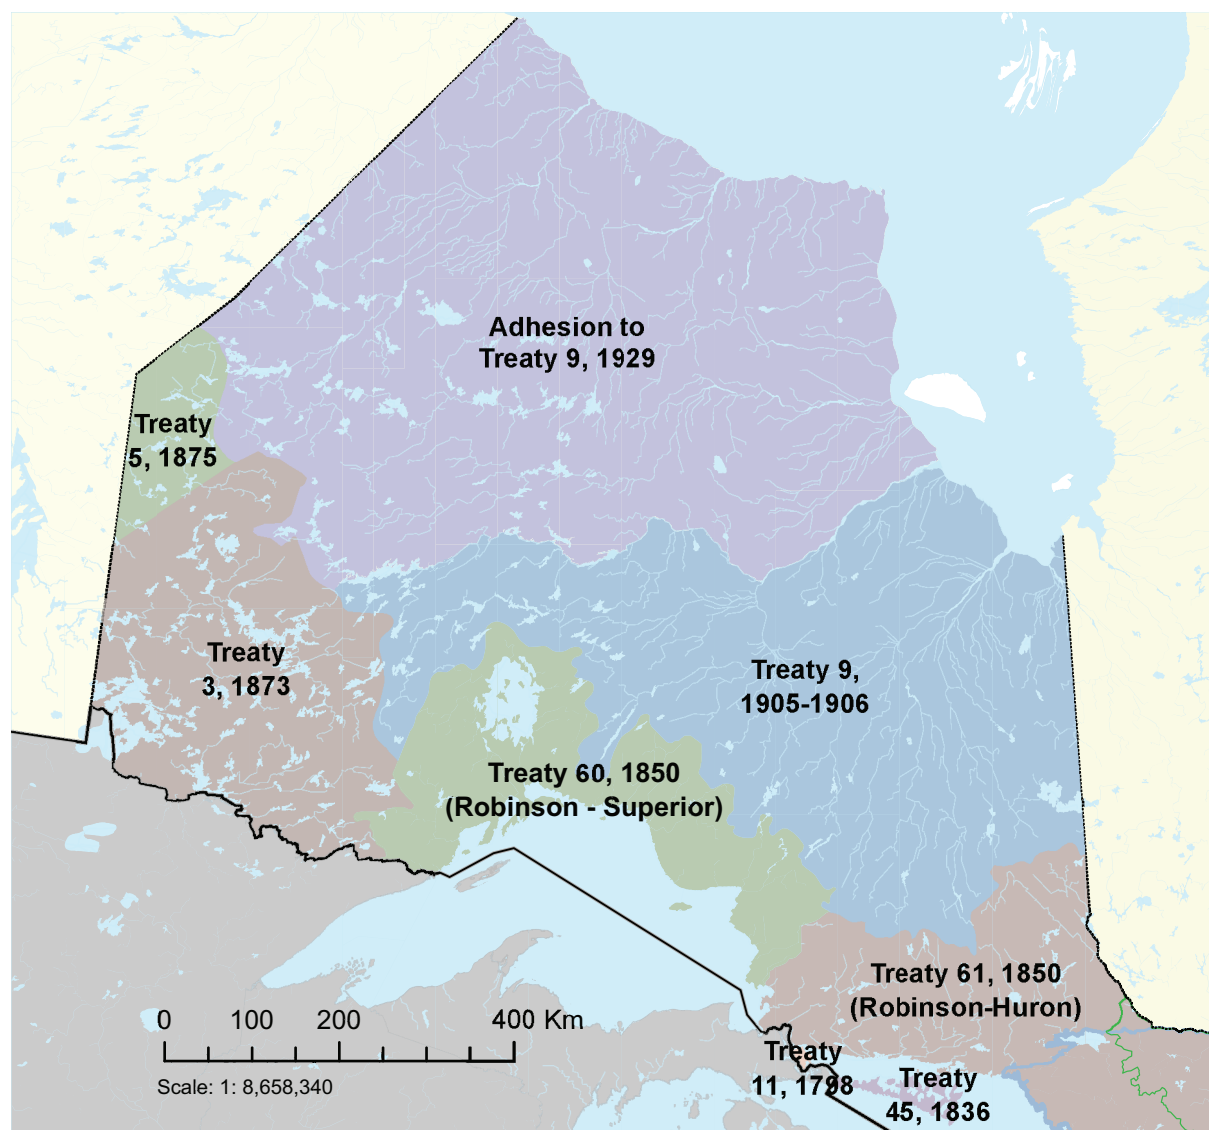 Adhesion to
Treaty 9, 1929
Treaty
5, 1875
Treaty
3, 1873
Treaty 9,
1905-1906
Treaty 60, 1850
(Robinson - Superior)
Treaty 61, 1850
(Robinson-Huron)
0 100 200 400 Km
Scale: 1: 8,658,340
Treaty
11, 1798
Treaty
45, 1836